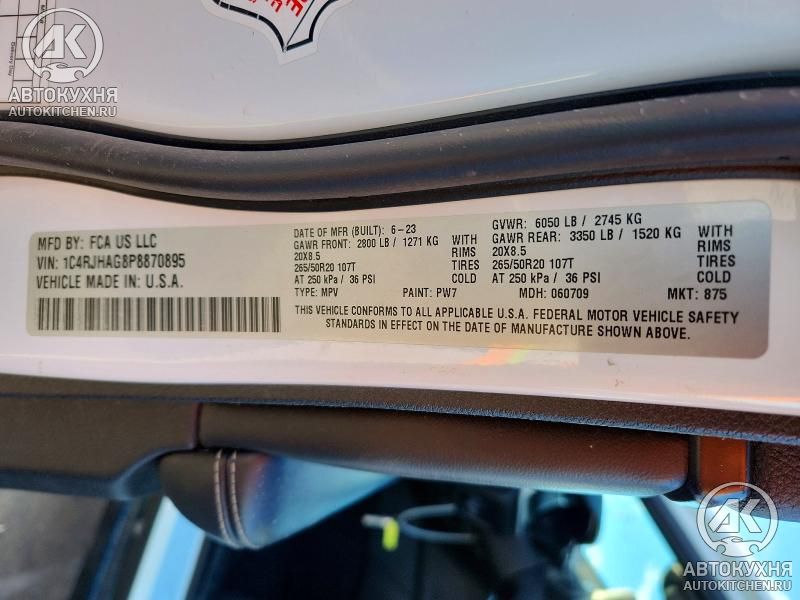 Delivery Day
АВТОКУХНЯ
AUTOKITCHEN.RU
MFD BY: FCA US LLC
VIN: 1C4RJHAG8P8870895
VEHICLE MADE IN: U.S.A.
DATE OF MFR (BUILT): 6-23
GAWR FRONT: 2800 LB / 1271 KG WITH
20X8.5 RIMS
265/50R20 107T TIRES
AT 250 kPa / 36 PSI COLD
TYPE: MPV PAINT: PW7
GVWR: 6050 LB / 2745 KG
GAWR REAR: 3350 LB / 1520 KG WITH
20X8.5 RIMS
265/50R20 107T TIRES
AT 250 kPa / 36 PSI COLD
MDH: 060709 MKT: 875
THIS VEHICLE CONFORMS TO ALL APPLICABLE U.S.A. FEDERAL MOTOR VEHICLE SAFETY
STANDARDS IN EFFECT ON THE DATE OF MANUFACTURE SHOWN ABOVE.
АВТОКУХНЯ
AUTOKITCHEN.RU